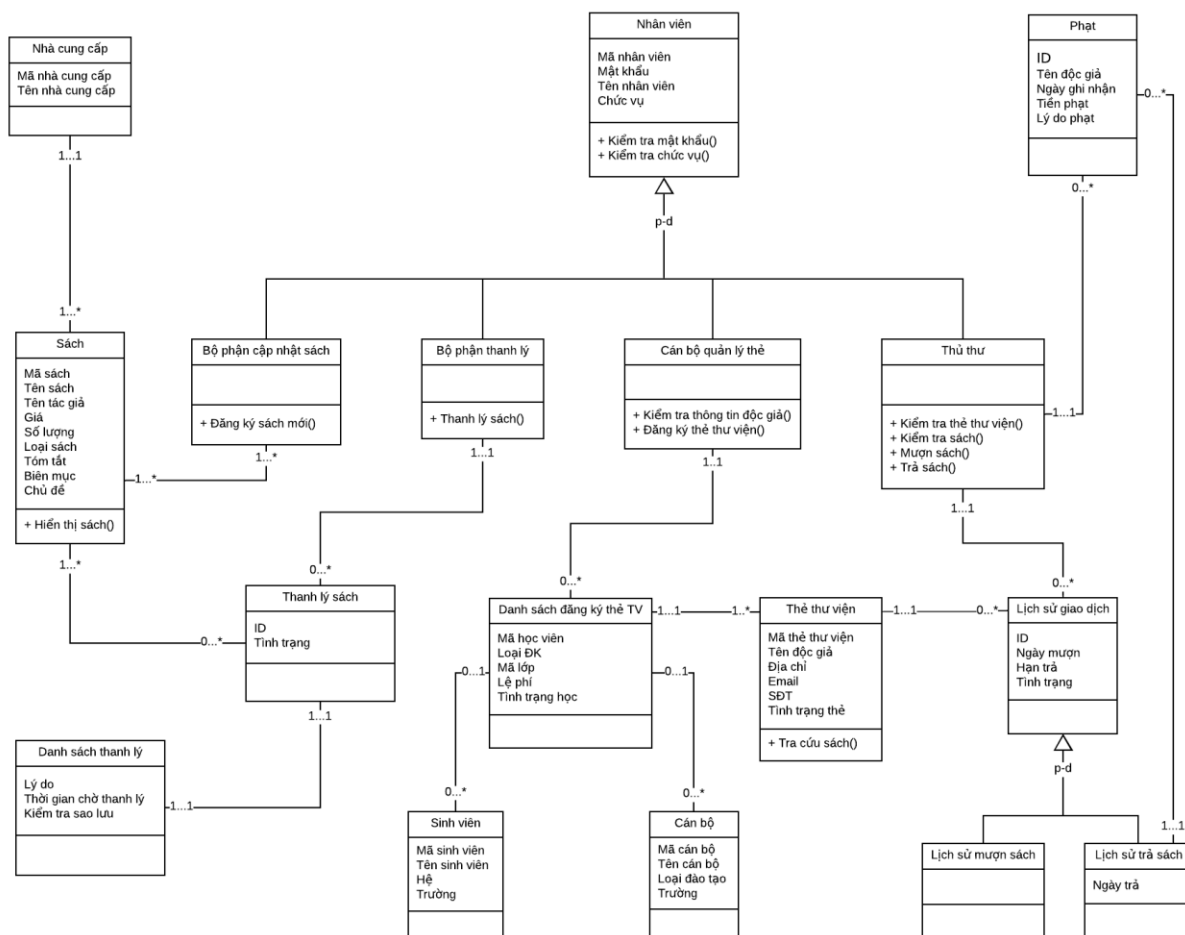 Nhà cung cấp
Mã nhà cung cấp
Tên nhà cung cấp
1...1
1...*
Nhân viên
Mã nhân viên
Mật khẩu
Tên nhân viên
Chức vụ
+ Kiểm tra mật khẩu()
+ Kiểm tra chức vụ()
p-d
Phạt
ID
Tên độc giả
Ngày ghi nhận
Tiền phạt
Lý do phạt
0...*
0...*
Sách
Mã sách
Tên sách
Tên tác giả
Giá
Số lượng
Loại sách
Tóm tắt
Biên mục
Chủ đề
+ Hiển thị sách()
1...*
1...*
Bộ phận cập nhật sách
+ Đăng ký sách mới()
1...*
Bộ phận thanh lý
+ Thanh lý sách()
1...1
Cán bộ quản lý thẻ
+ Kiểm tra thông tin độc giả()
+ Đăng ký thẻ thư viện()
1..1
Thủ thư
+ Kiểm tra thẻ thư viện()
+ Kiểm tra sách()
+ Mượn sách()
+ Trả sách()
1...1
1...1
0...*
Thanh lý sách
ID
Tình trạng
0...*
1...1
0...*
Danh sách đăng ký thẻ TV
Mã học viên
Loại ĐK
Mã lớp
Lệ phí
Tình trạng học
1...1
1..*
0...1
0...1
Thẻ thư viện
Mã thẻ thư viện
Tên độc giả
Địa chỉ
Email
SĐT
Tình trạng thẻ
+ Tra cứu sách()
1...1
0...*
0...*
Lịch sử giao dịch
ID
Ngày mượn
Hạn trả
Tình trạng
p-d
Danh sách thanh lý
Lý do
Thời gian chờ thanh lý
Kiểm tra sao lưu
1...1
0...*
Sinh viên
Mã sinh viên
Tên sinh viên
Hệ
Trường
0...*
Cán bộ
Mã cán bộ
Tên cán bộ
Loại đào tạo
Trường
Lịch sử mượn sách
1...1
Lịch sử trả sách
Ngày trả